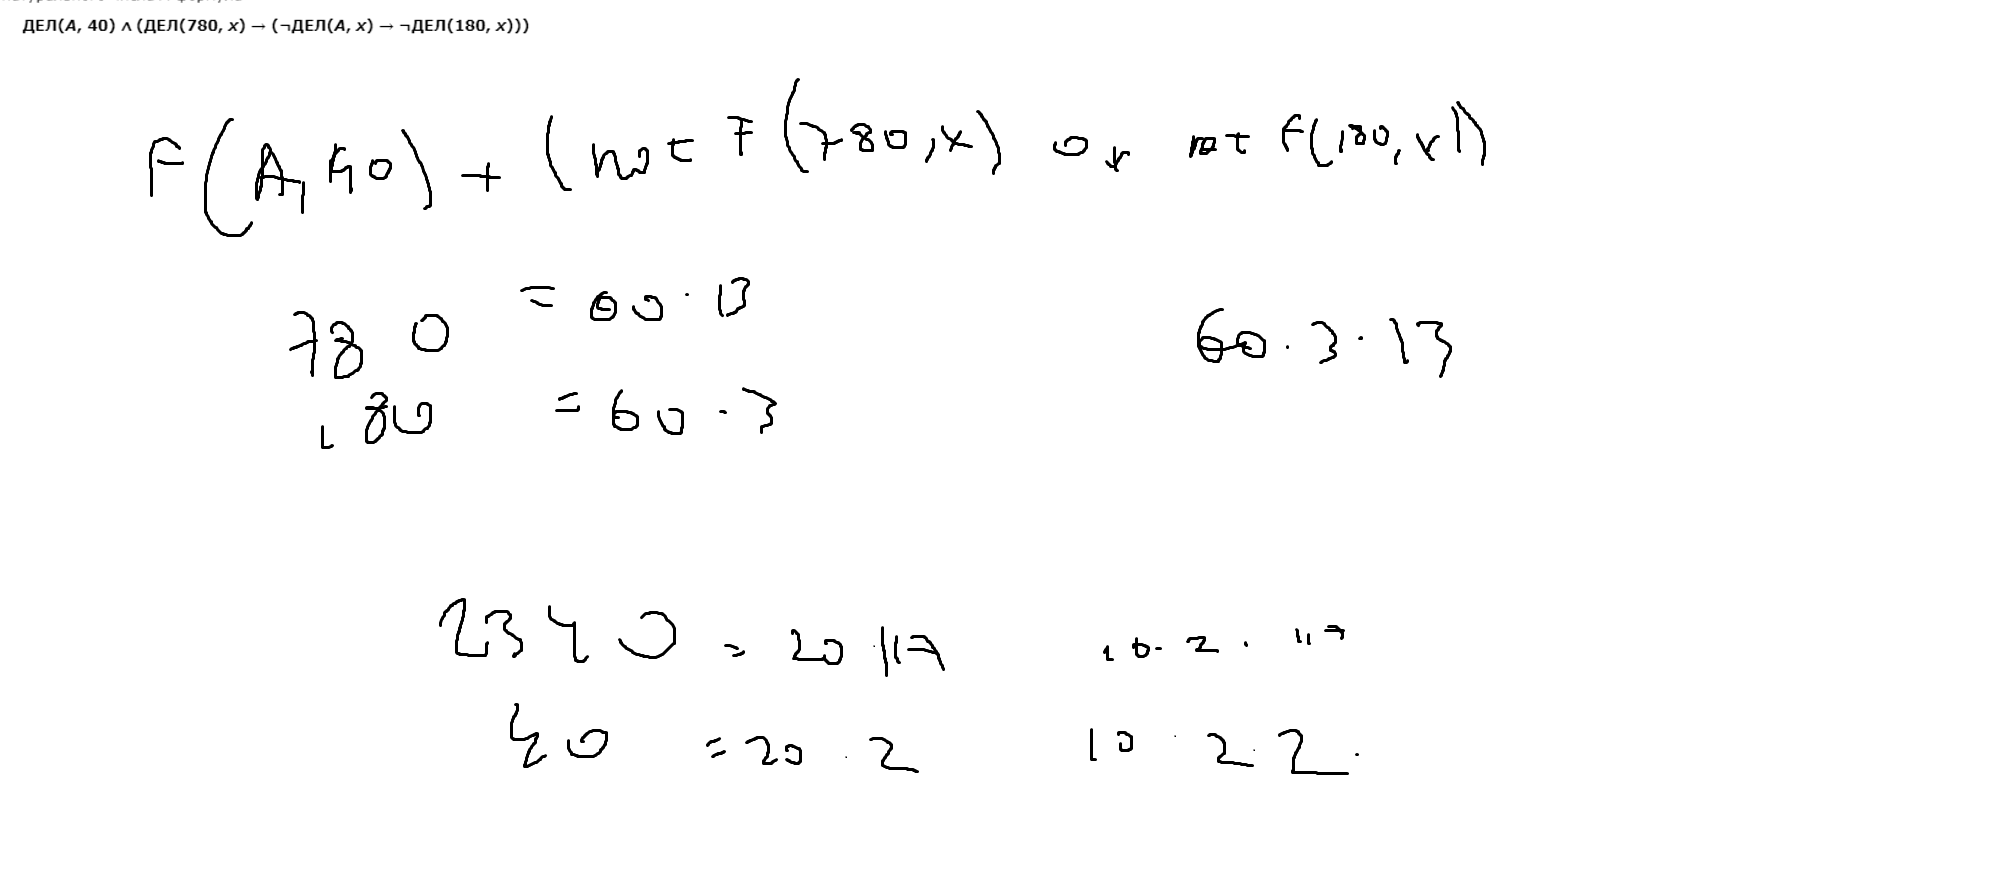 ДЕЛ(A, 40) ∧ (ДЕЛ(780, x) → (¬ДЕЛ(A, x) → ¬ДЕЛ(180, x)))
F(A, 40) + (not F(780, x) or not F(180, x))
780 = 60 · 13
60 · 3 · 13
180 = 60 · 3
2340 = 20 117 10 · 2 · 117
40 = 20 · 2 10 · 2 · 2 ·